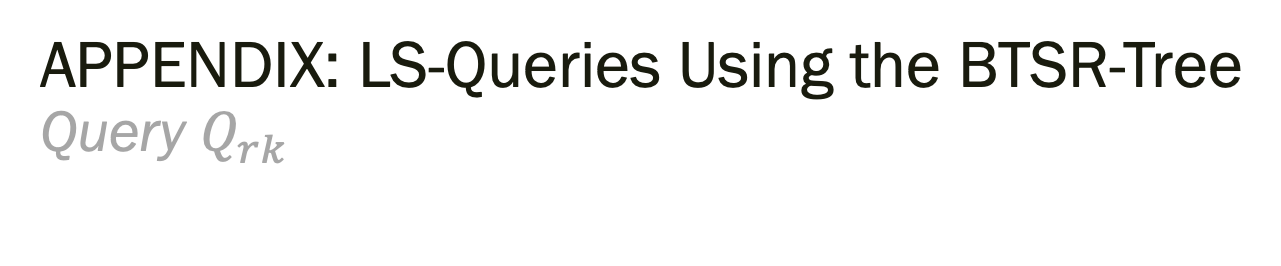 APPENDIX: LS-Queries Using the BTSR-Tree
Query Q_rk